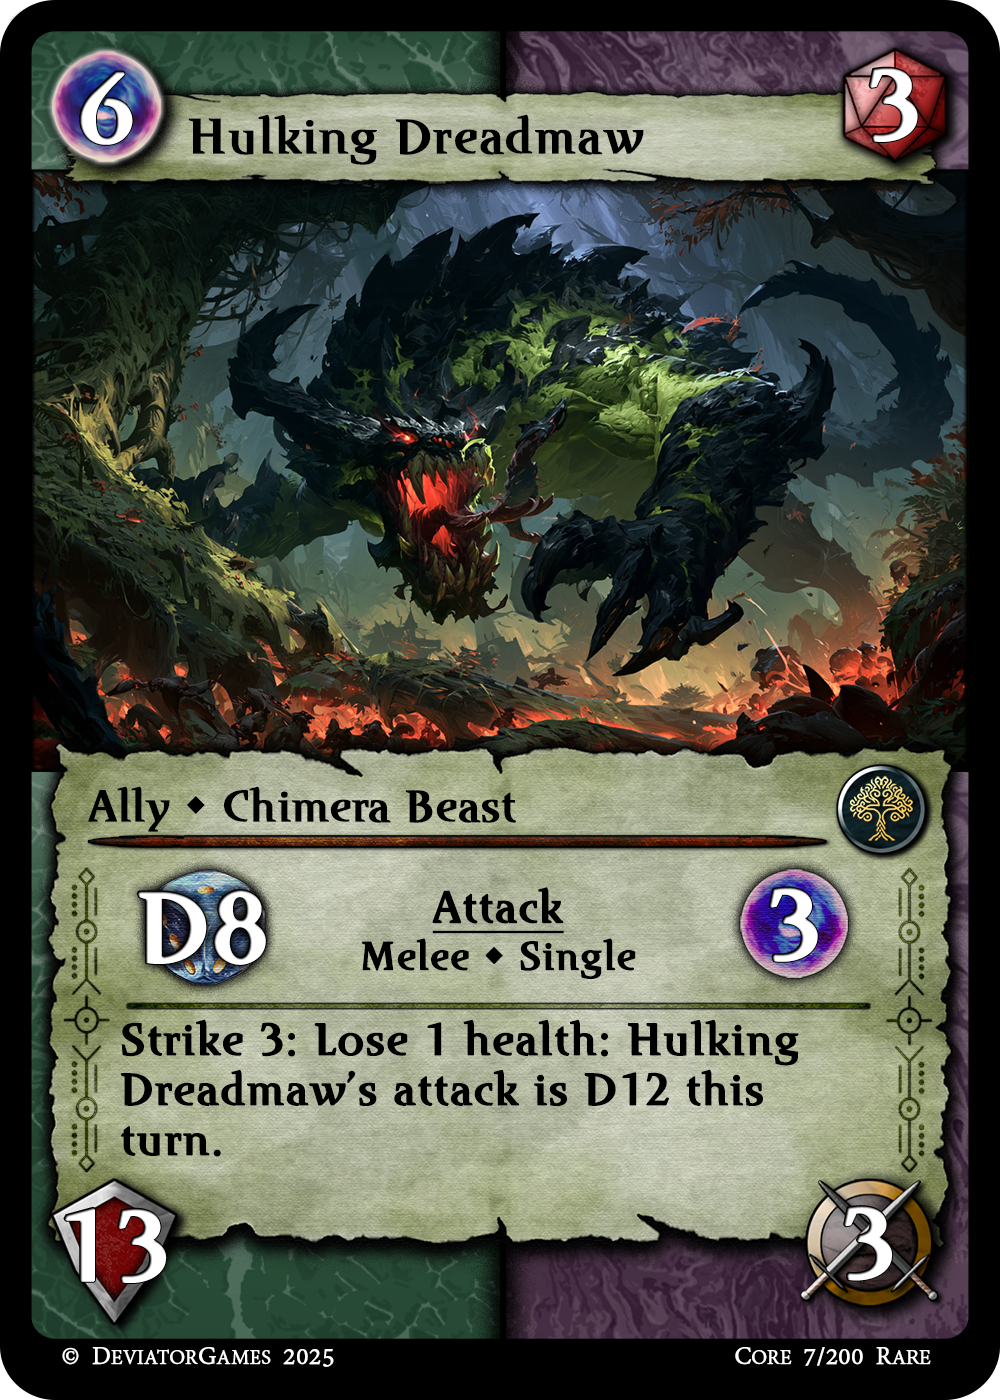 6
Hulking Dreadmaw
3
Ally ◆ Chimera Beast
D8
Attack
3
Melee ◆ Single
Strike 3: Lose 1 health: Hulking
Dreadmaw's attack is D12 this
turn.
13
3
© DeviatorGames 2025
Core 7/200 Rare